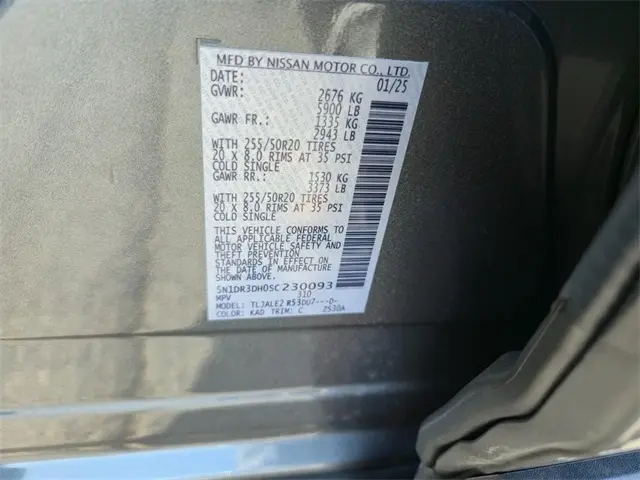 MFD BY NISSAN MOTOR CO., LTD.
DATE: 01/25
GVWR: 2676 KG
5900 LB
GAWR FR.: 1335 KG
2943 LB
WITH 255/50R20 TIRES
20 X 8.0 RIMS AT 35 PSI
COLD SINGLE
GAWR RR.: 1530 KG
3373 LB
WITH 255/50R20 TIRES
20 X 8.0 RIMS AT 35 PSI
COLD SINGLE
THIS VEHICLE CONFORMS TO
ALL APPLICABLE FEDERAL
MOTOR VEHICLE SAFETY AND
THEFT PREVENTION
STANDARDS IN EFFECT ON
THE DATE OF MANUFACTURE
SHOWN ABOVE.
5N1DR3DH0SC230093
MPV 310
MODEL: TLJALE2 R53DU7---D-
COLOR: KAD TRIM: C 2530A